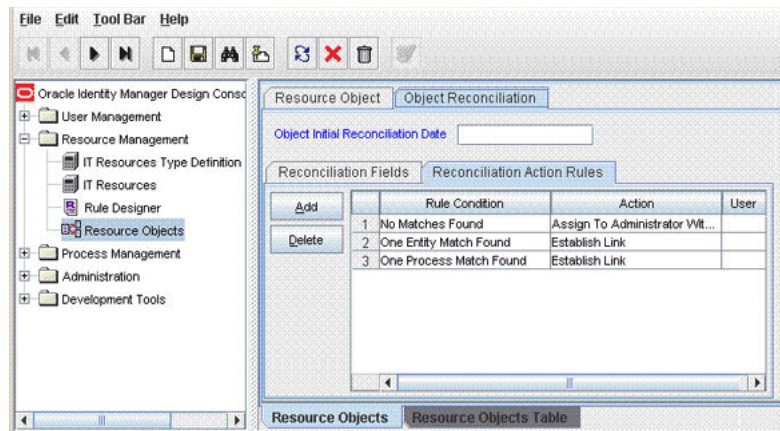 File Edit Tool Bar Help
Oracle Identity Manager Design Consc
User Management
Resource Management
IT Resources Type Definition
IT Resources
Rule Designer
Resource Objects
Process Management
Administration
Development Tools
Resource Object Object Reconciliation
Object Initial Reconciliation Date
Reconciliation Fields Reconciliation Action Rules
Add
Delete
Rule Condition Action User
1 No Matches Found Assign To Administrator Wit...
2 One Entity Match Found Establish Link
3 One Process Match Found Establish Link
Resource Objects Resource Objects Table